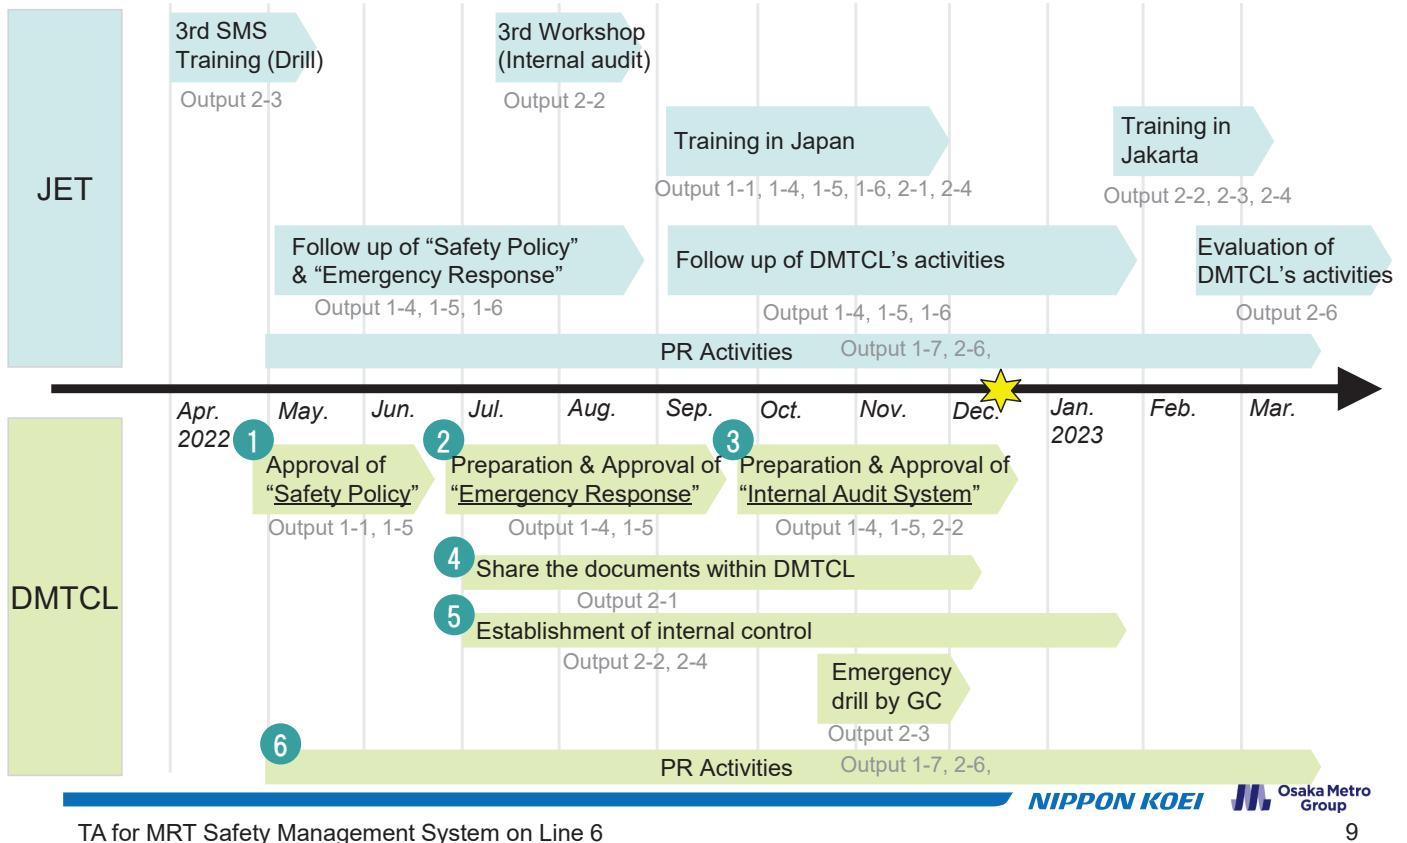 JET
3rd SMS
Training (Drill)
Output 2-3
3rd Workshop
(Internal audit)
Output 2-2
Training in Japan
Output 1-1, 1-4, 1-5, 1-6, 2-1, 2-4
Training in
Jakarta
Output 2-2, 2-3, 2-4
Follow up of “Safety Policy”
& “Emergency Response”
Output 1-4, 1-5, 1-6
Follow up of DMTCL’s activities
Output 1-4, 1-5, 1-6
Evaluation of
DMTCL’s activities
Output 2-6
PR Activities
Output 1-7, 2-6,
Apr.
2022
May.
Jun.
Jul.
Aug.
Sep.
Oct.
Nov.
Dec.
Jan.
2023
Feb.
Mar.
DMTCL
1
Approval of
“Safety Policy”
Output 1-1, 1-5
2
Preparation & Approval of
“Emergency Response”
Output 1-4, 1-5
3
Preparation & Approval of
“Internal Audit System”
Output 1-4, 1-5, 2-2
4
Share the documents within DMTCL
Output 2-1
5
Establishment of internal control
Output 2-2, 2-4
Emergency
drill by GC
Output 2-3
6
PR Activities
Output 1-7, 2-6,
NIPPON KOEI
Osaka Metro
Group
TA for MRT Safety Management System on Line 6
9